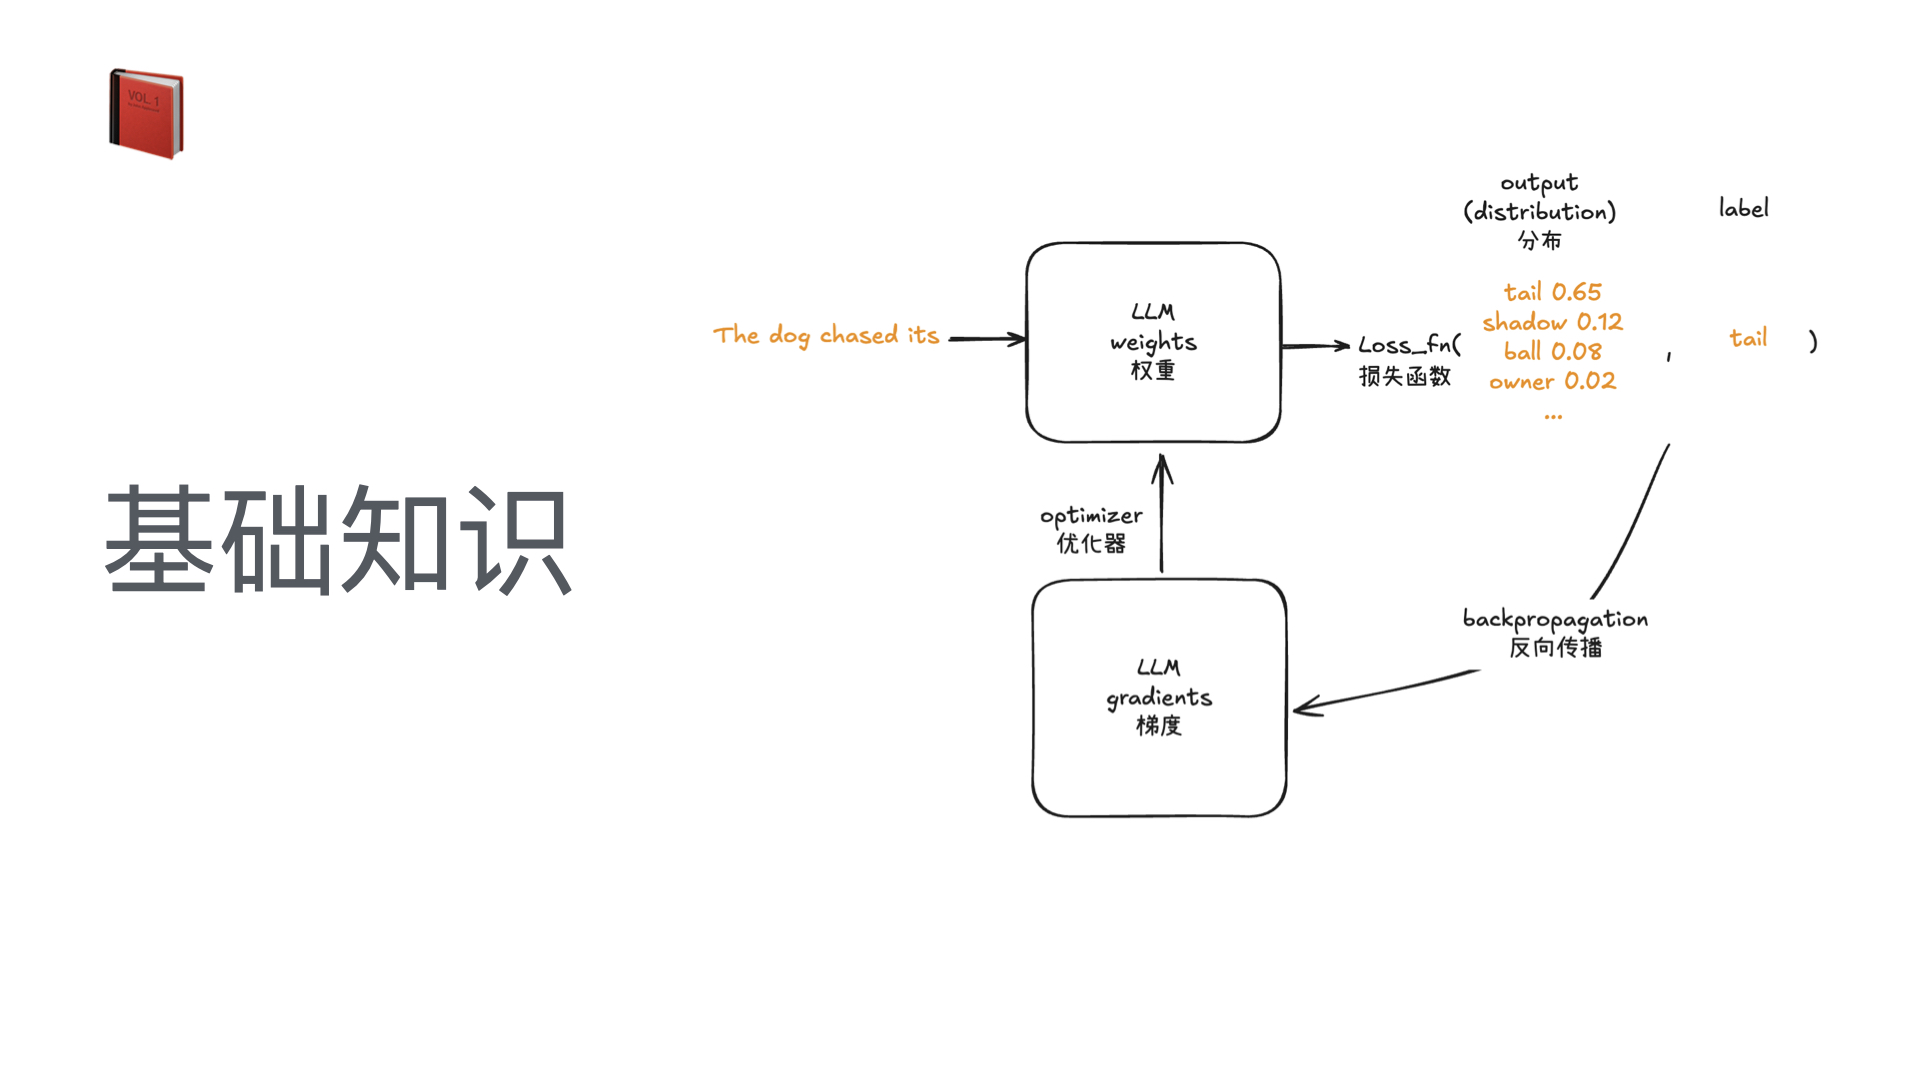 VOL. 1
基础知识
The dog chased its
LLM
weights
权重
Loss_fn(
损失函数
output
(distribution)
分布
tail 0.65
shadow 0.12
ball 0.08
owner 0.02
...
,
label
tail
)
optimizer
优化器
LLM
gradients
梯度
backpropagation
反向传播